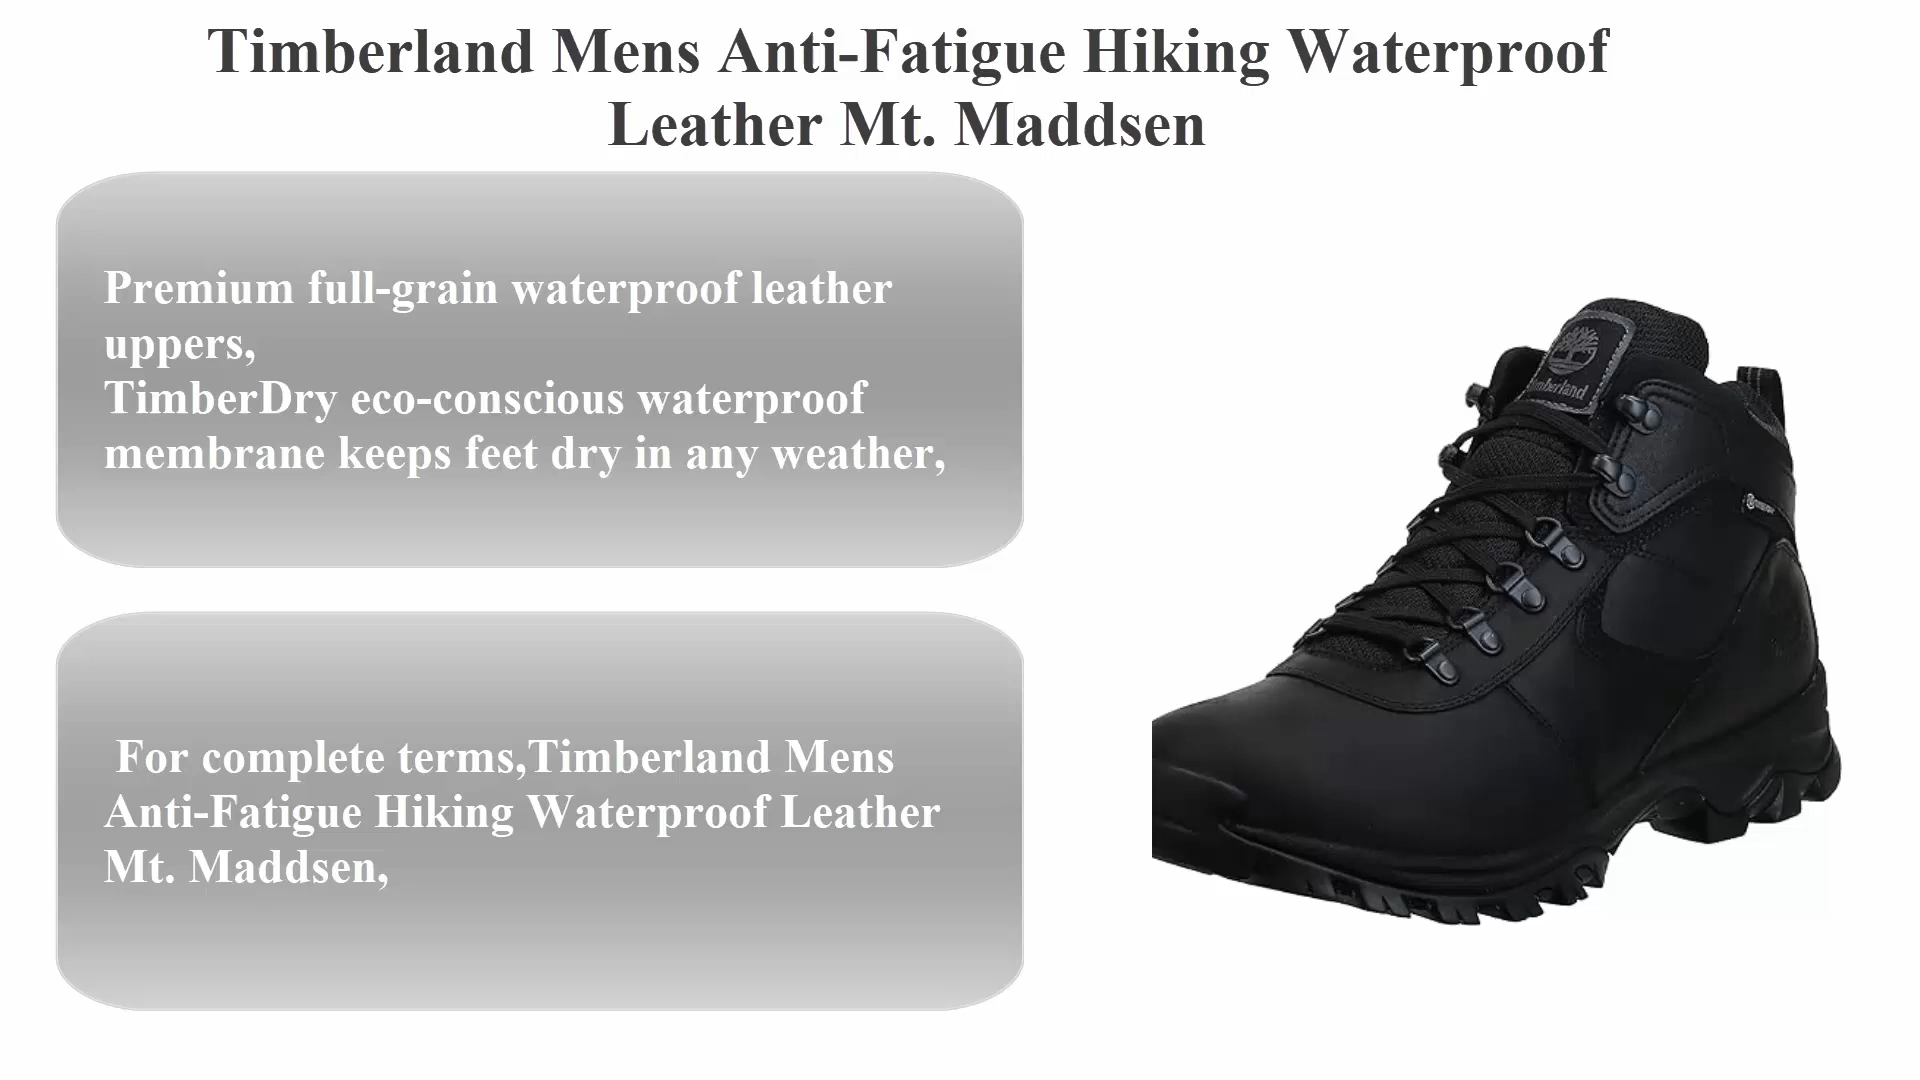 Timberland Mens Anti-Fatigue Hiking Waterproof
Leather Mt. Maddsen
Premium full-grain waterproof leather
uppers,
TimberDry eco-conscious waterproof
membrane keeps feet dry in any weather,
For complete terms,Timberland Mens
Anti-Fatigue Hiking Waterproof Leather
Mt. Maddsen,
Timberland